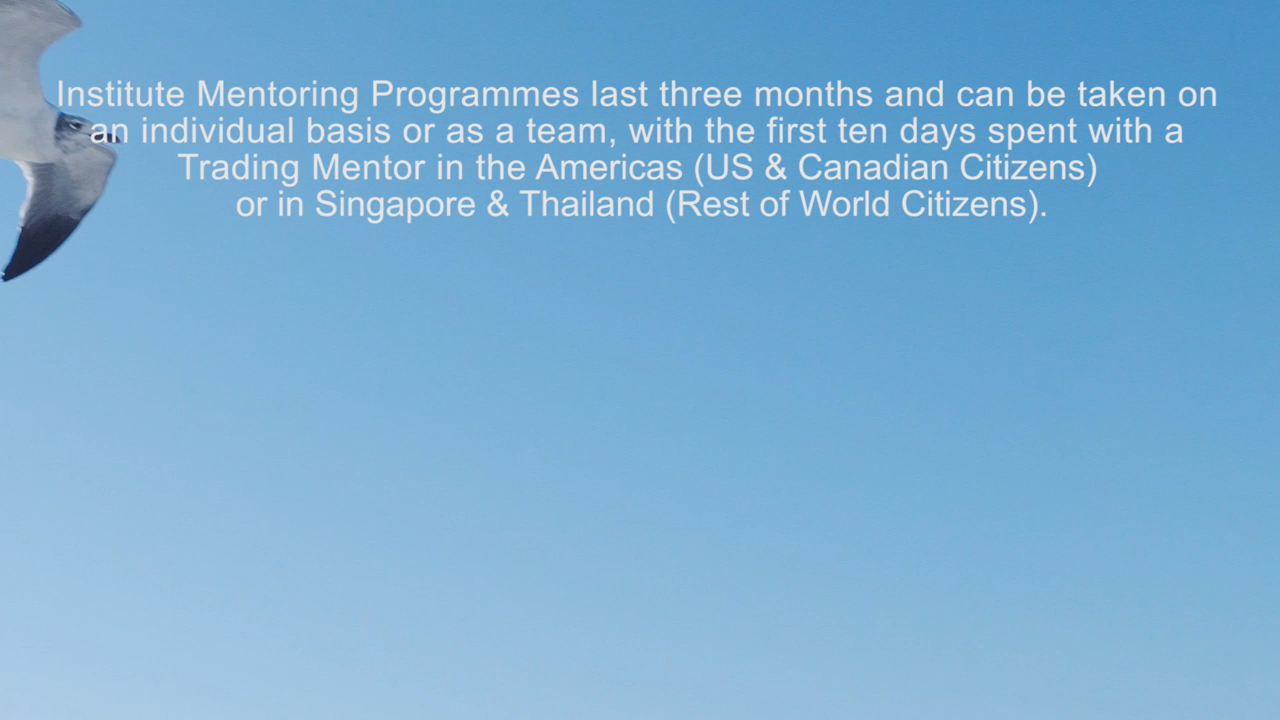 Institute Mentoring Programmes last three months and can be taken on
an individual basis or as a team, with the first ten days spent with a
Trading Mentor in the Americas (US & Canadian Citizens)
or in Singapore & Thailand (Rest of World Citizens).